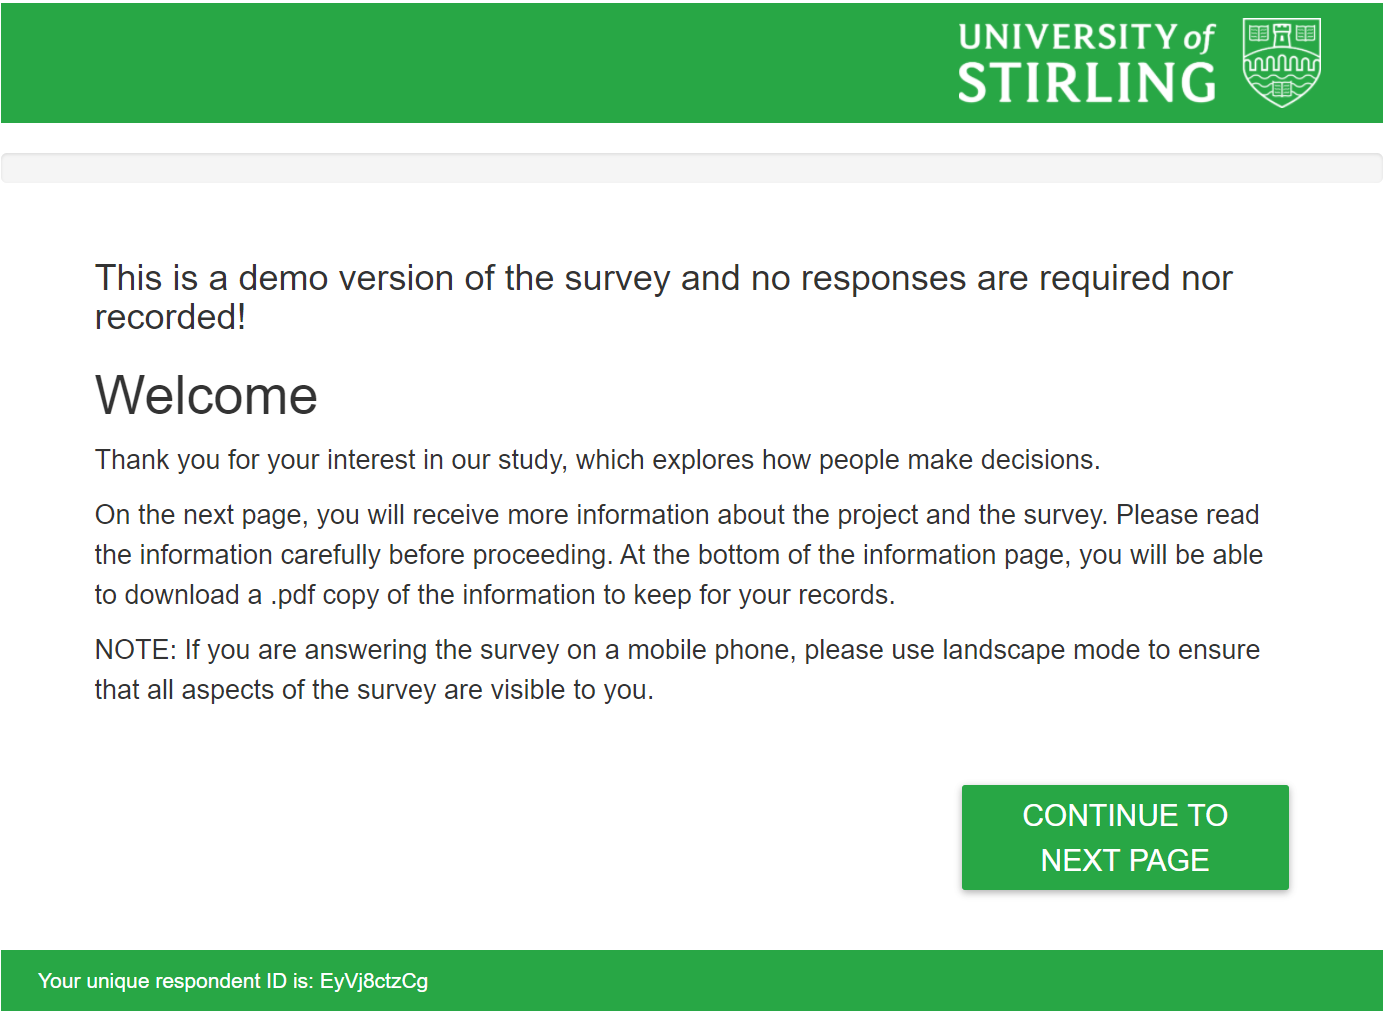 UNIVERSITY of
STIRLING
This is a demo version of the survey and no responses are required nor
recorded!
Welcome
Thank you for your interest in our study, which explores how people make decisions.
On the next page, you will receive more information about the project and the survey. Please read
the information carefully before proceeding. At the bottom of the information page, you will be able
to download a .pdf copy of the information to keep for your records.
NOTE: If you are answering the survey on a mobile phone, please use landscape mode to ensure
that all aspects of the survey are visible to you.
CONTINUE TO
NEXT PAGE
Your unique respondent ID is: EyVj8ctzCg